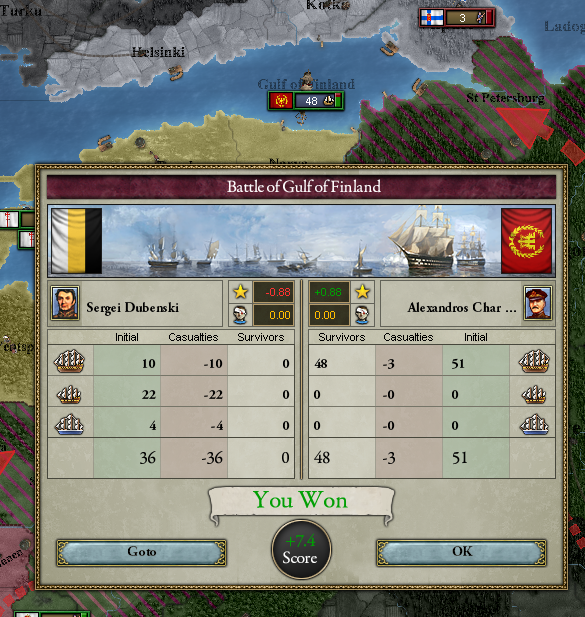 Turku
Kotka
3
Ladog
Helsinki
Gulf of Finland
48
St Petersburg
Battle of Gulf of Finland
Sergei Dubenski
-0.88
0.00
+0.88
0.00
Alexandros Char ...
Initial
Casualties
Survivors
Survivors
Casualties
Initial
10
-10
0
48
-3
51
22
-22
0
0
-0
0
4
-4
0
0
-0
0
36
-36
0
48
-3
51
You Won
Goto
+7.4
Score
OK